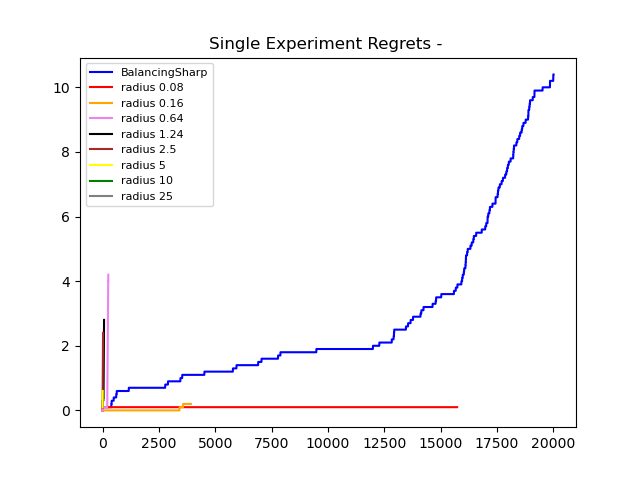 Single Experiment Regrets -
BalancingSharp
radius 0.08
radius 0.16
radius 0.64
radius 1.24
radius 2.5
radius 5
radius 10
radius 25
10
8
6
4
2
0
0 2500 5000 7500 10000 12500 15000 17500 20000